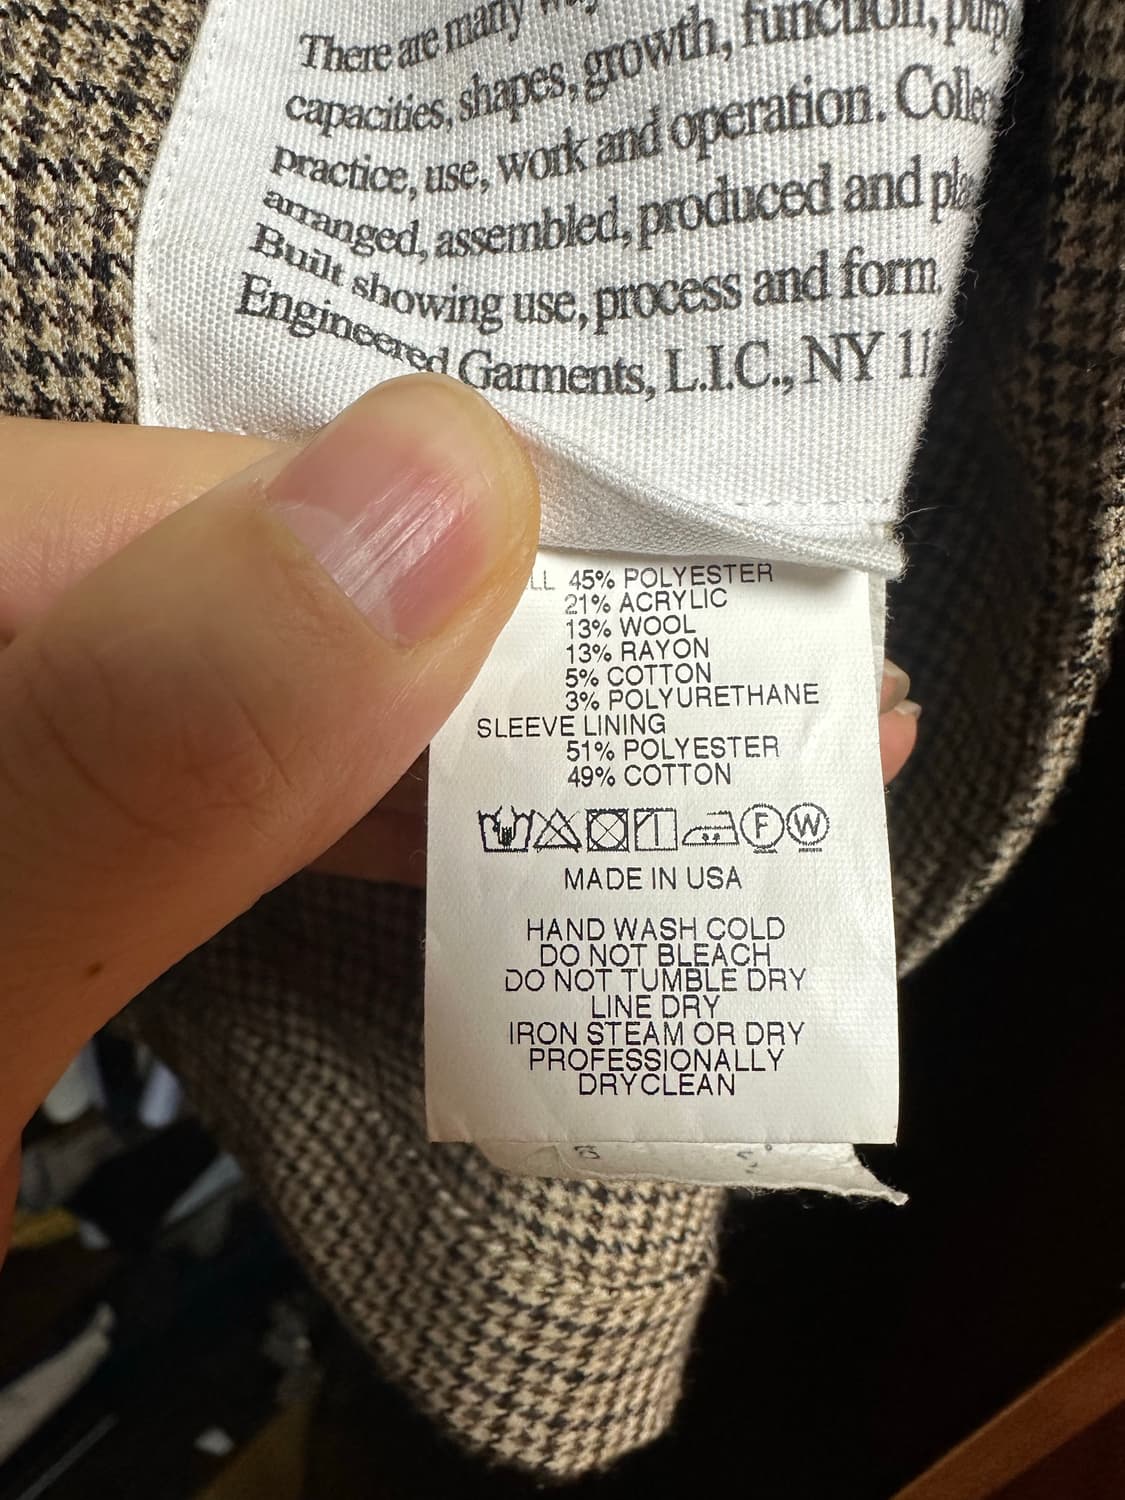 There are many
capacities, shapes, growth, function,
practice, use, work and operation.
arranged, assembled, produced and
Built showing use, process and form,
Engineered Garments, L.I.C., NY 11
45% POLYESTER
21% ACRYLIC
13% WOOL
13% RAYON
5% COTTON
3% POLYURETHANE
SLEEVE LINING
51% POLYESTER
49% COTTON
F W
MADE IN USA
HAND WASH COLD
DO NOT BLEACH
DO NOT TUMBLE DRY
LINE DRY
IRON STEAM OR DRY
PROFESSIONALLY
DRYCLEAN